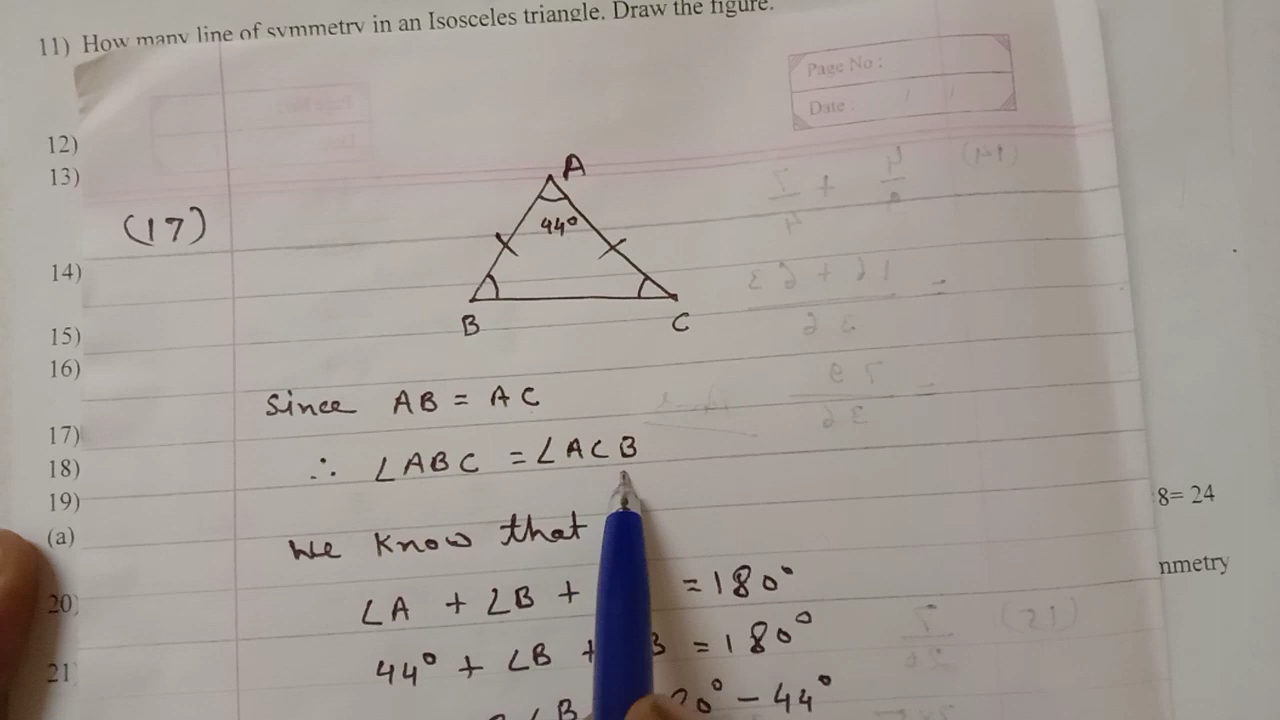 11) How many line of symmetry in an Isosceles triangle. Draw the figure.
Page No :
Date : / /
12)
13)
A
(17)
44°
14)
B
C
15)
16)
Since AB = AC
17)
∴ ∠ABC = ∠ACB
18)
19)
8= 24
(a)
We know that
nmetry
20)
∠A + ∠B + = 180°
21
44° + ∠B + B = 180°
∠B 0° − 44°